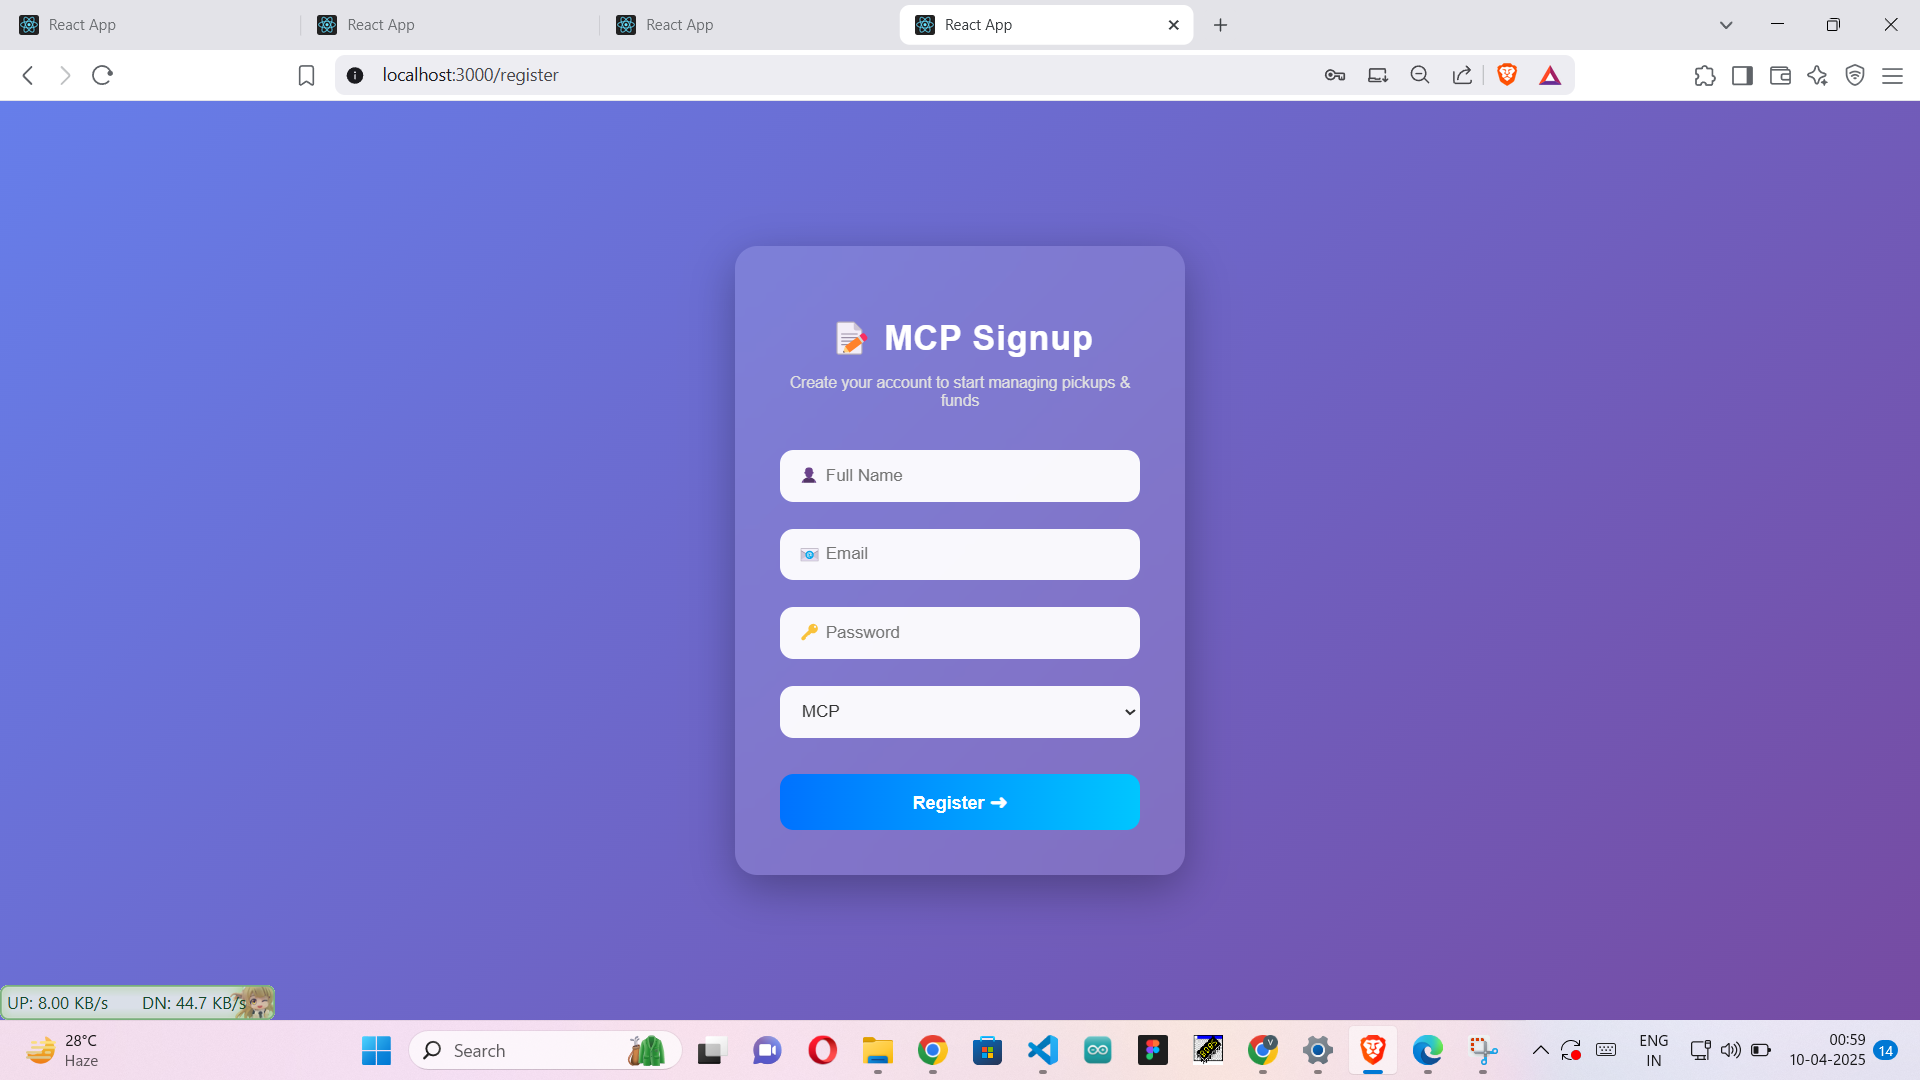 React App
React App
React App
React App
localhost:3000/register
MCP Signup
Create your account to start managing pickups &
funds
Full Name
Email
Password
MCP
Register ➜
UP: 8.00 KB/s DN: 44.7 KB/s
28°C
Haze
Search
V
ENG
IN
00:59
10-04-2025
14